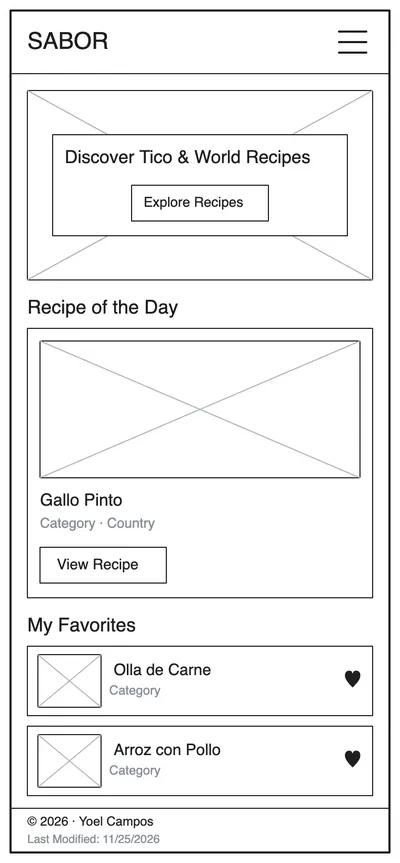 SABOR
Discover Tico & World Recipes
Explore Recipes
Recipe of the Day
Gallo Pinto
Category · Country
View Recipe
My Favorites
Olla de Carne
Category
Arroz con Pollo
Category
© 2026 · Yoel Campos
Last Modified: 11/25/2026